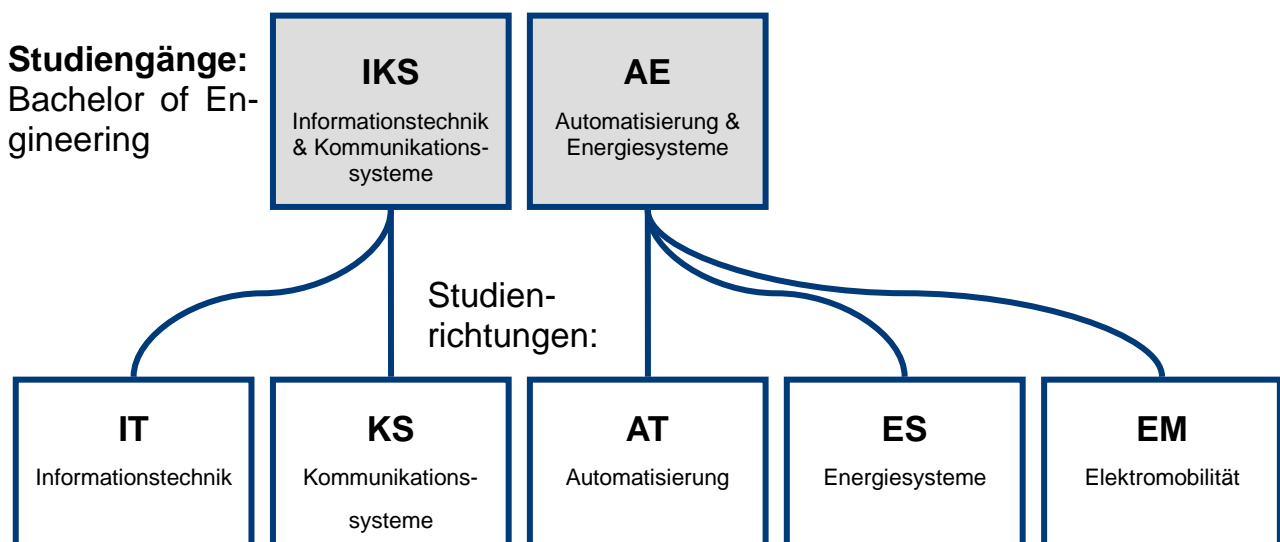 Studiengänge:
Bachelor of En-
gineering
IKS
Informationstechnik
& Kommunikations-
systeme
AE
Automatisierung &
Energiesysteme
Studien-
richtungen:
IT
Informationstechnik
KS
Kommunikations-
systeme
AT
Automatisierung
ES
Energiesysteme
EM
Elektromobilität